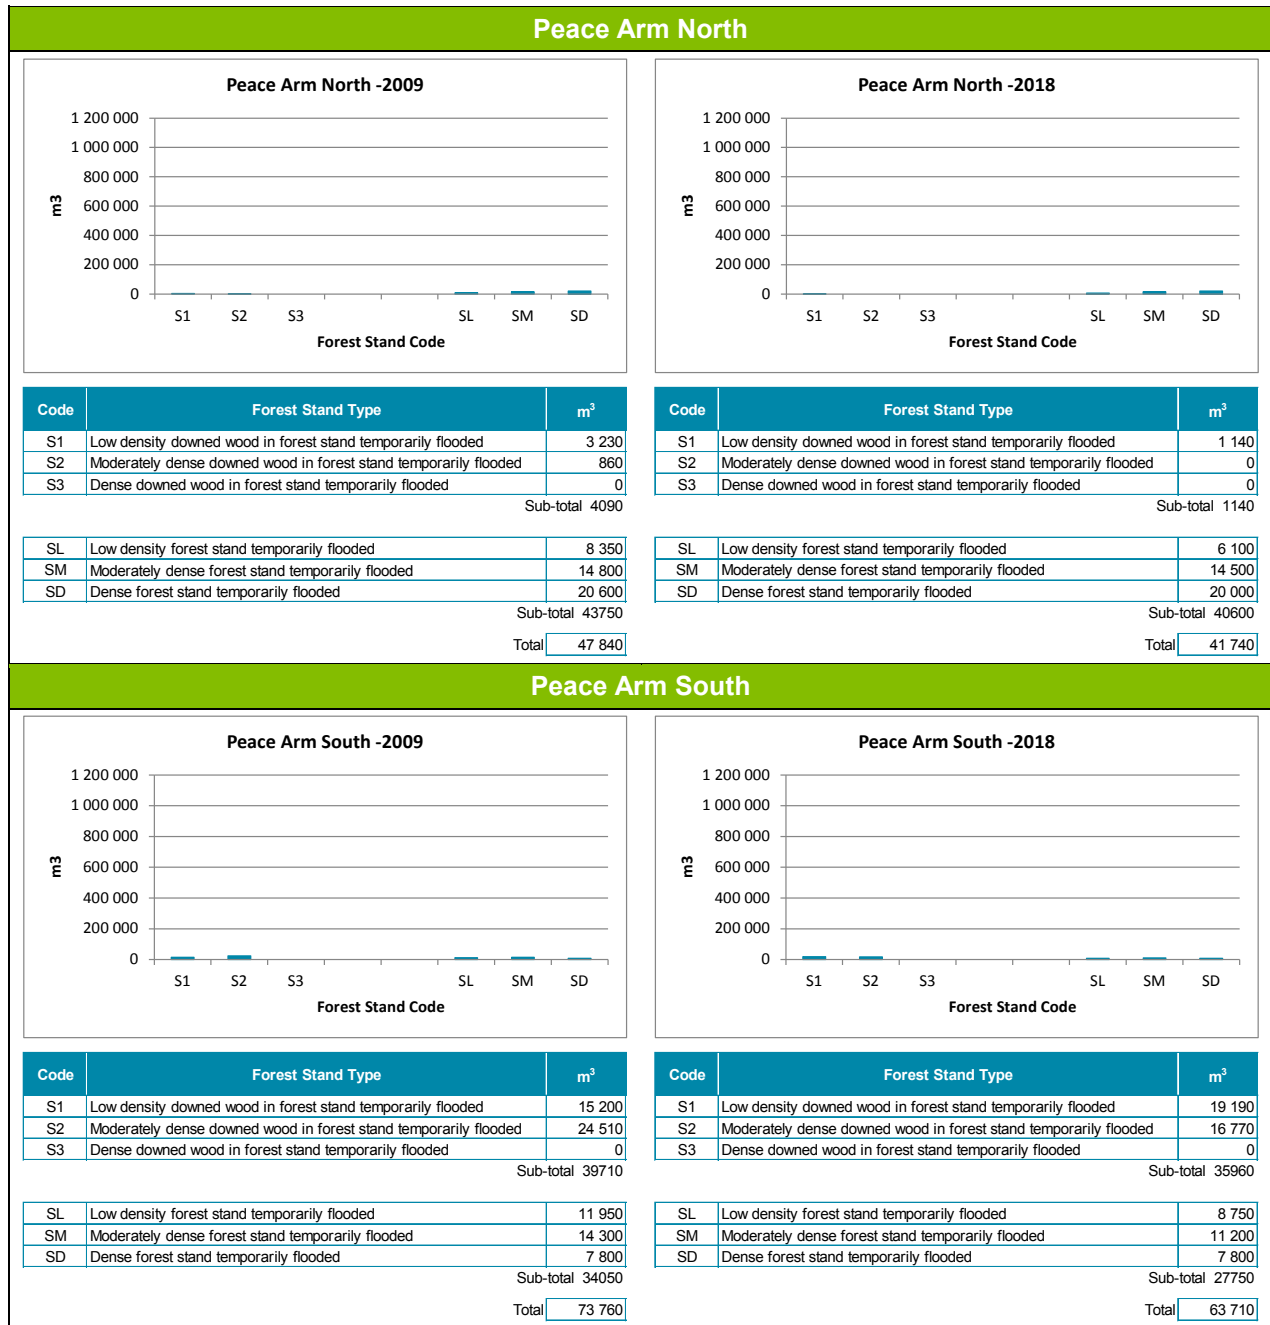 Peace Arm North
Peace Arm North -2009
1 200 000
1 000 000
800 000
600 000
400 000
200 000
0
m3
S1 S2 S3 SL SM SD
Forest Stand Code
Peace Arm North -2018
1 200 000
1 000 000
800 000
600 000
400 000
200 000
0
m3
S1 S2 S3 SL SM SD
Forest Stand Code
Code Forest Stand Type m³
S1 Low density downed wood in forest stand temporarily flooded 3 230
S2 Moderately dense downed wood in forest stand temporarily flooded 860
S3 Dense downed wood in forest stand temporarily flooded 0
Sub-total 4090
SL Low density forest stand temporarily flooded 8 350
SM Moderately dense forest stand temporarily flooded 14 800
SD Dense forest stand temporarily flooded 20 600
Sub-total 43750
Total 47 840
Code Forest Stand Type m³
S1 Low density downed wood in forest stand temporarily flooded 1 140
S2 Moderately dense downed wood in forest stand temporarily flooded 0
S3 Dense downed wood in forest stand temporarily flooded 0
Sub-total 1140
SL Low density forest stand temporarily flooded 6 100
SM Moderately dense forest stand temporarily flooded 14 500
SD Dense forest stand temporarily flooded 20 000
Sub-total 40600
Total 41 740
Peace Arm South
Peace Arm South -2009
1 200 000
1 000 000
800 000
600 000
400 000
200 000
0
m3
S1 S2 S3 SL SM SD
Forest Stand Code
Peace Arm South -2018
1 200 000
1 000 000
800 000
600 000
400 000
200 000
0
m3
S1 S2 S3 SL SM SD
Forest Stand Code
Code Forest Stand Type m³
S1 Low density downed wood in forest stand temporarily flooded 15 200
S2 Moderately dense downed wood in forest stand temporarily flooded 24 510
S3 Dense downed wood in forest stand temporarily flooded 0
Sub-total 39710
SL Low density forest stand temporarily flooded 11 950
SM Moderately dense forest stand temporarily flooded 14 300
SD Dense forest stand temporarily flooded 7 800
Sub-total 34050
Total 73 760
Code Forest Stand Type m³
S1 Low density downed wood in forest stand temporarily flooded 19 190
S2 Moderately dense downed wood in forest stand temporarily flooded 16 770
S3 Dense downed wood in forest stand temporarily flooded 0
Sub-total 35960
SL Low density forest stand temporarily flooded 8 750
SM Moderately dense forest stand temporarily flooded 11 200
SD Dense forest stand temporarily flooded 7 800
Sub-total 27750
Total 63 710